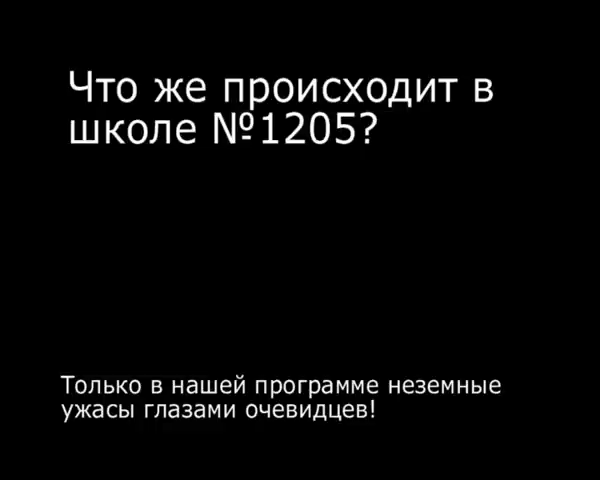 Что же происходит в
школе №1205?
Только в нашей программе неземные
ужасы глазами очевидцев!